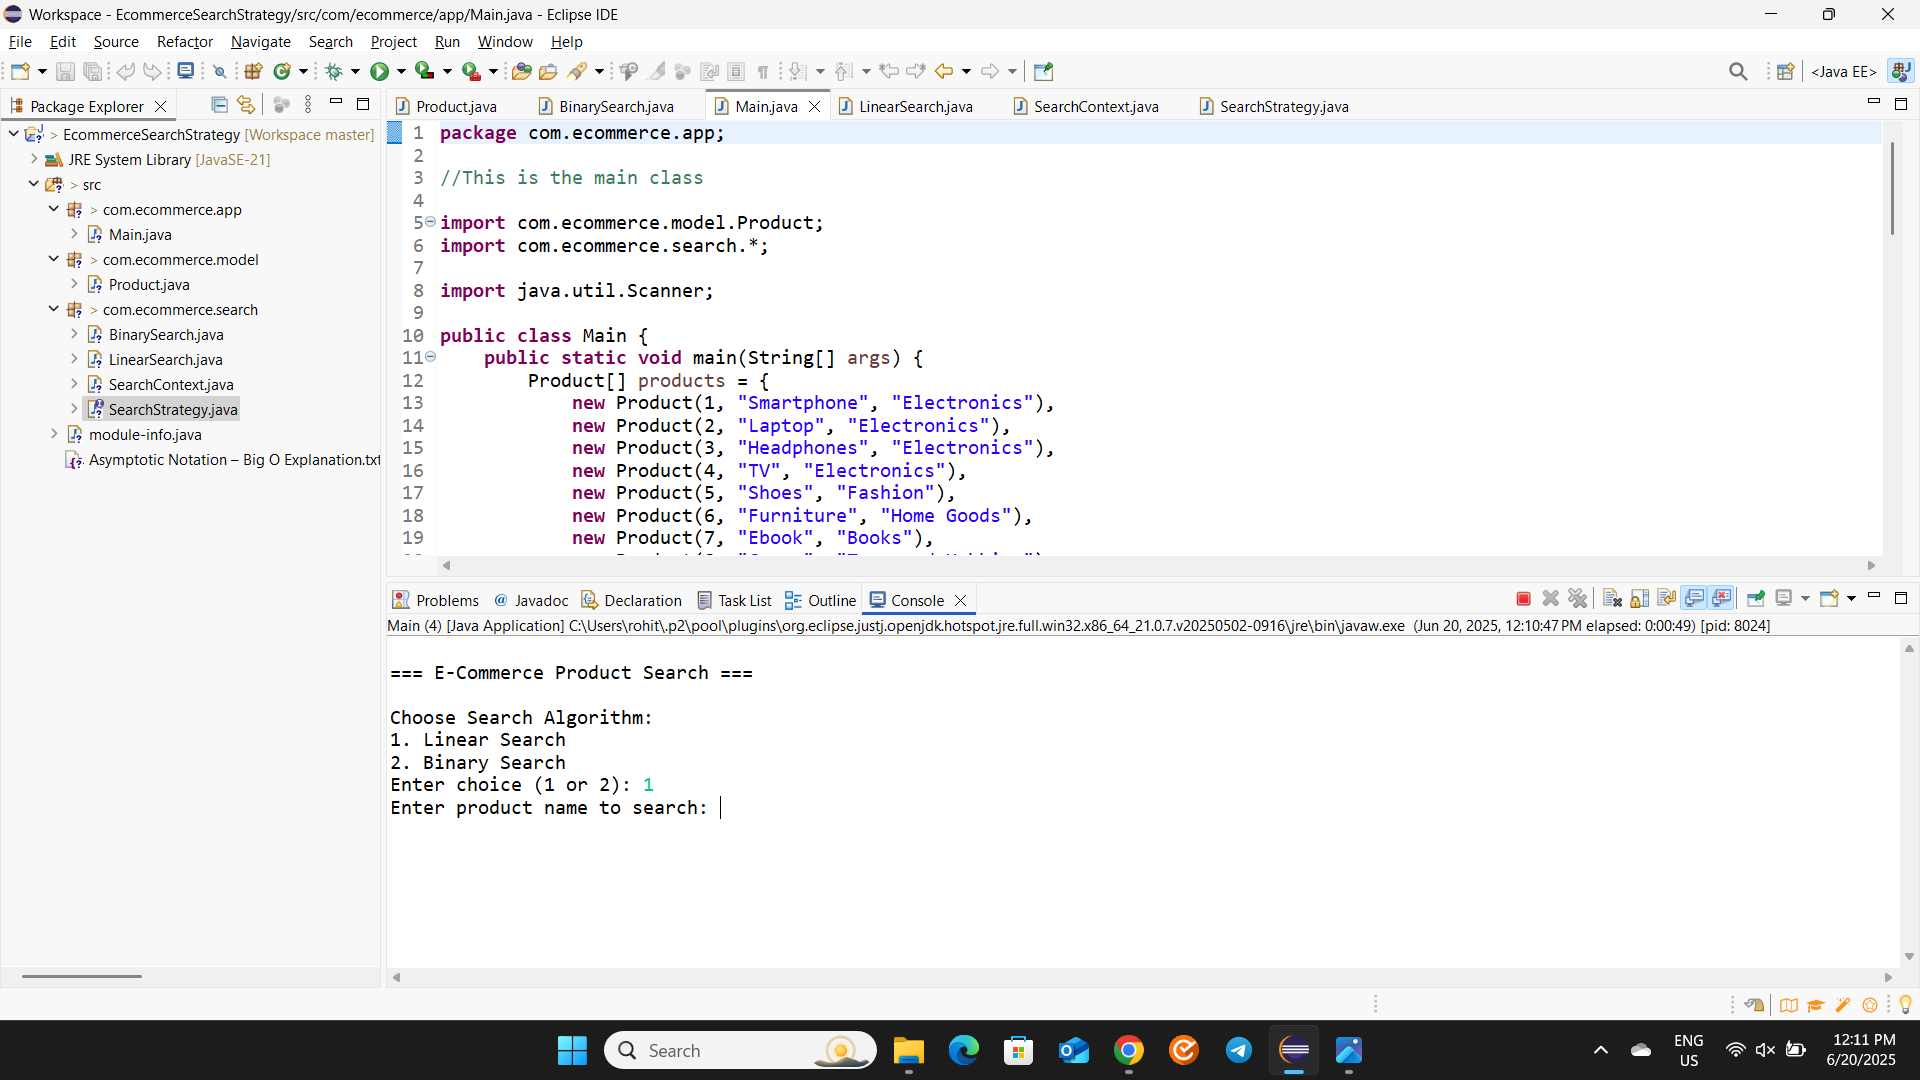 Workspace - EcommerceSearchStrategy/src/com/ecommerce/app/Main.java - Eclipse IDE
File Edit Source Refactor Navigate Search Project Run Window Help
<Java EE>
Package Explorer
> EcommerceSearchStrategy [Workspace master]
JRE System Library [JavaSE-21]
> src
> com.ecommerce.app
Main.java
> com.ecommerce.model
Product.java
> com.ecommerce.search
BinarySearch.java
LinearSearch.java
SearchContext.java
SearchStrategy.java
module-info.java
Asymptotic Notation – Big O Explanation.txt
Product.java BinarySearch.java Main.java LinearSearch.java SearchContext.java SearchStrategy.java
1 package com.ecommerce.app;
2
3 //This is the main class
4
5 import com.ecommerce.model.Product;
6 import com.ecommerce.search.*;
7
8 import java.util.Scanner;
9
10 public class Main {
11 public static void main(String[] args) {
12 Product[] products = {
13 new Product(1, "Smartphone", "Electronics"),
14 new Product(2, "Laptop", "Electronics"),
15 new Product(3, "Headphones", "Electronics"),
16 new Product(4, "TV", "Electronics"),
17 new Product(5, "Shoes", "Fashion"),
18 new Product(6, "Furniture", "Home Goods"),
19 new Product(7, "Ebook", "Books"),
Problems @ Javadoc Declaration Task List Outline Console
Main (4) [Java Application] C:\Users\rohit\.p2\pool\plugins\org.eclipse.justj.openjdk.hotspot.jre.full.win32.x86_64_21.0.7.v20250502-0916\jre\bin\javaw.exe (Jun 20, 2025, 12:10:47 PM elapsed: 0:00:49) [pid: 8024]
=== E-Commerce Product Search ===
Choose Search Algorithm:
1. Linear Search
2. Binary Search
Enter choice (1 or 2): 1
Enter product name to search:
Search
ENG
US
12:11 PM
6/20/2025